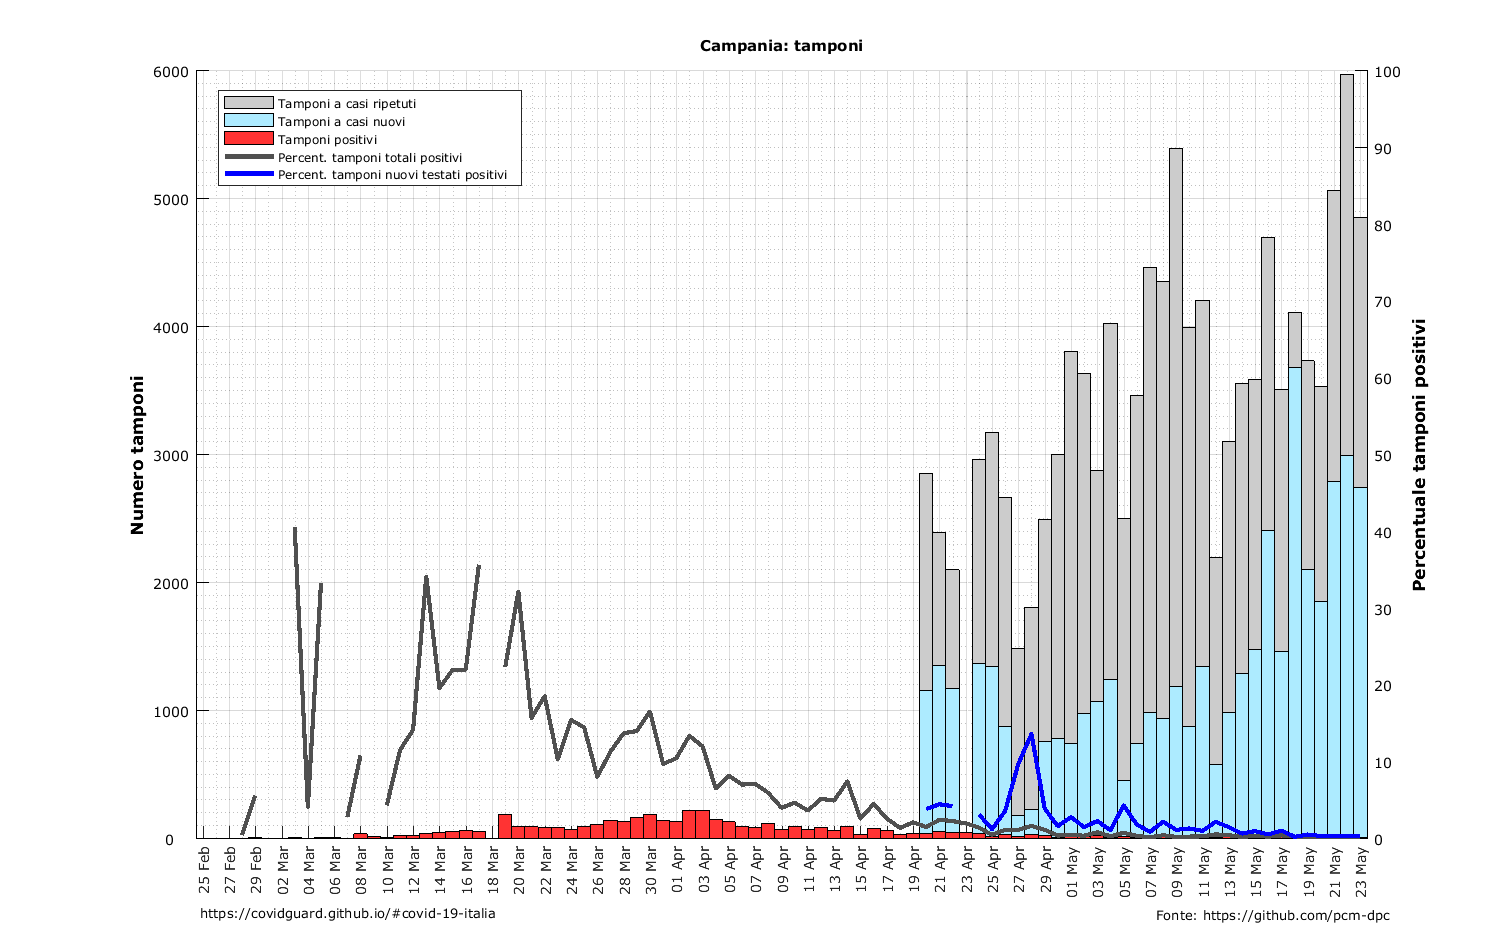 Campania: tamponi
6000
5000
4000
3000
2000
1000
0
Numero tamponi
100
90
80
70
60
50
40
30
20
10
0
Percentuale tamponi positivi
Tamponi a casi ripetuti
Tamponi a casi nuovi
Tamponi positivi
Percent. tamponi totali positivi
Percent. tamponi nuovi testati positivi
25 Feb
27 Feb
29 Feb
02 Mar
04 Mar
06 Mar
08 Mar
10 Mar
12 Mar
14 Mar
16 Mar
18 Mar
20 Mar
22 Mar
24 Mar
26 Mar
28 Mar
30 Mar
01 Apr
03 Apr
05 Apr
07 Apr
09 Apr
11 Apr
13 Apr
15 Apr
17 Apr
19 Apr
21 Apr
23 Apr
25 Apr
27 Apr
29 Apr
01 May
03 May
05 May
07 May
09 May
11 May
13 May
15 May
17 May
19 May
21 May
23 May
https://covidguard.github.io/#covid-19-italia
Fonte: https://github.com/pcm-dpc